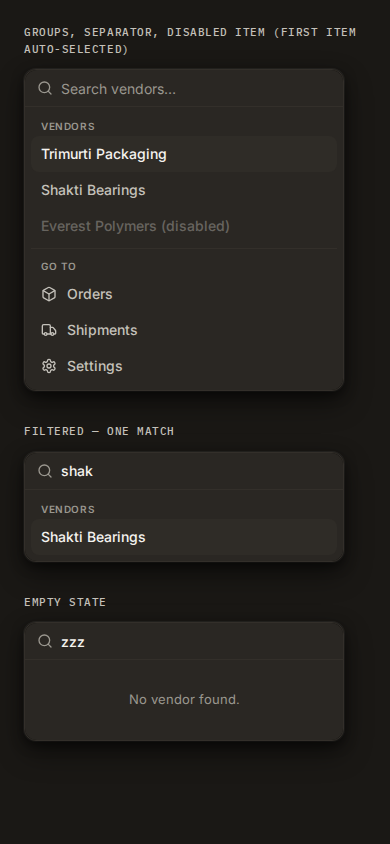 GROUPS, SEPARATOR, DISABLED ITEM (FIRST ITEM
AUTO-SELECTED)
Search vendors...
VENDORS
Trimurti Packaging
Shakti Bearings
Everest Polymers (disabled)
GO TO
Orders
Shipments
Settings
FILTERED — ONE MATCH
shak
VENDORS
Shakti Bearings
EMPTY STATE
zzz
No vendor found.